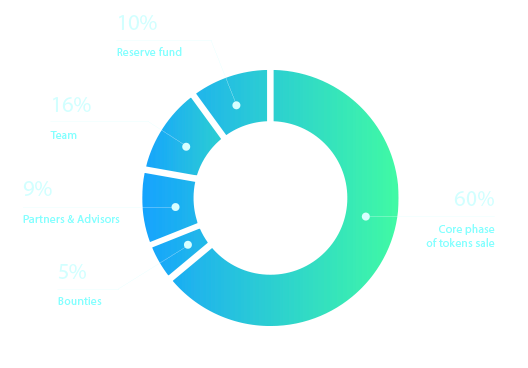 10%
Reserve fund
16%
Team
9%
Partners & Advisors
60%
Core phase
of tokens sale
5%
Bounties